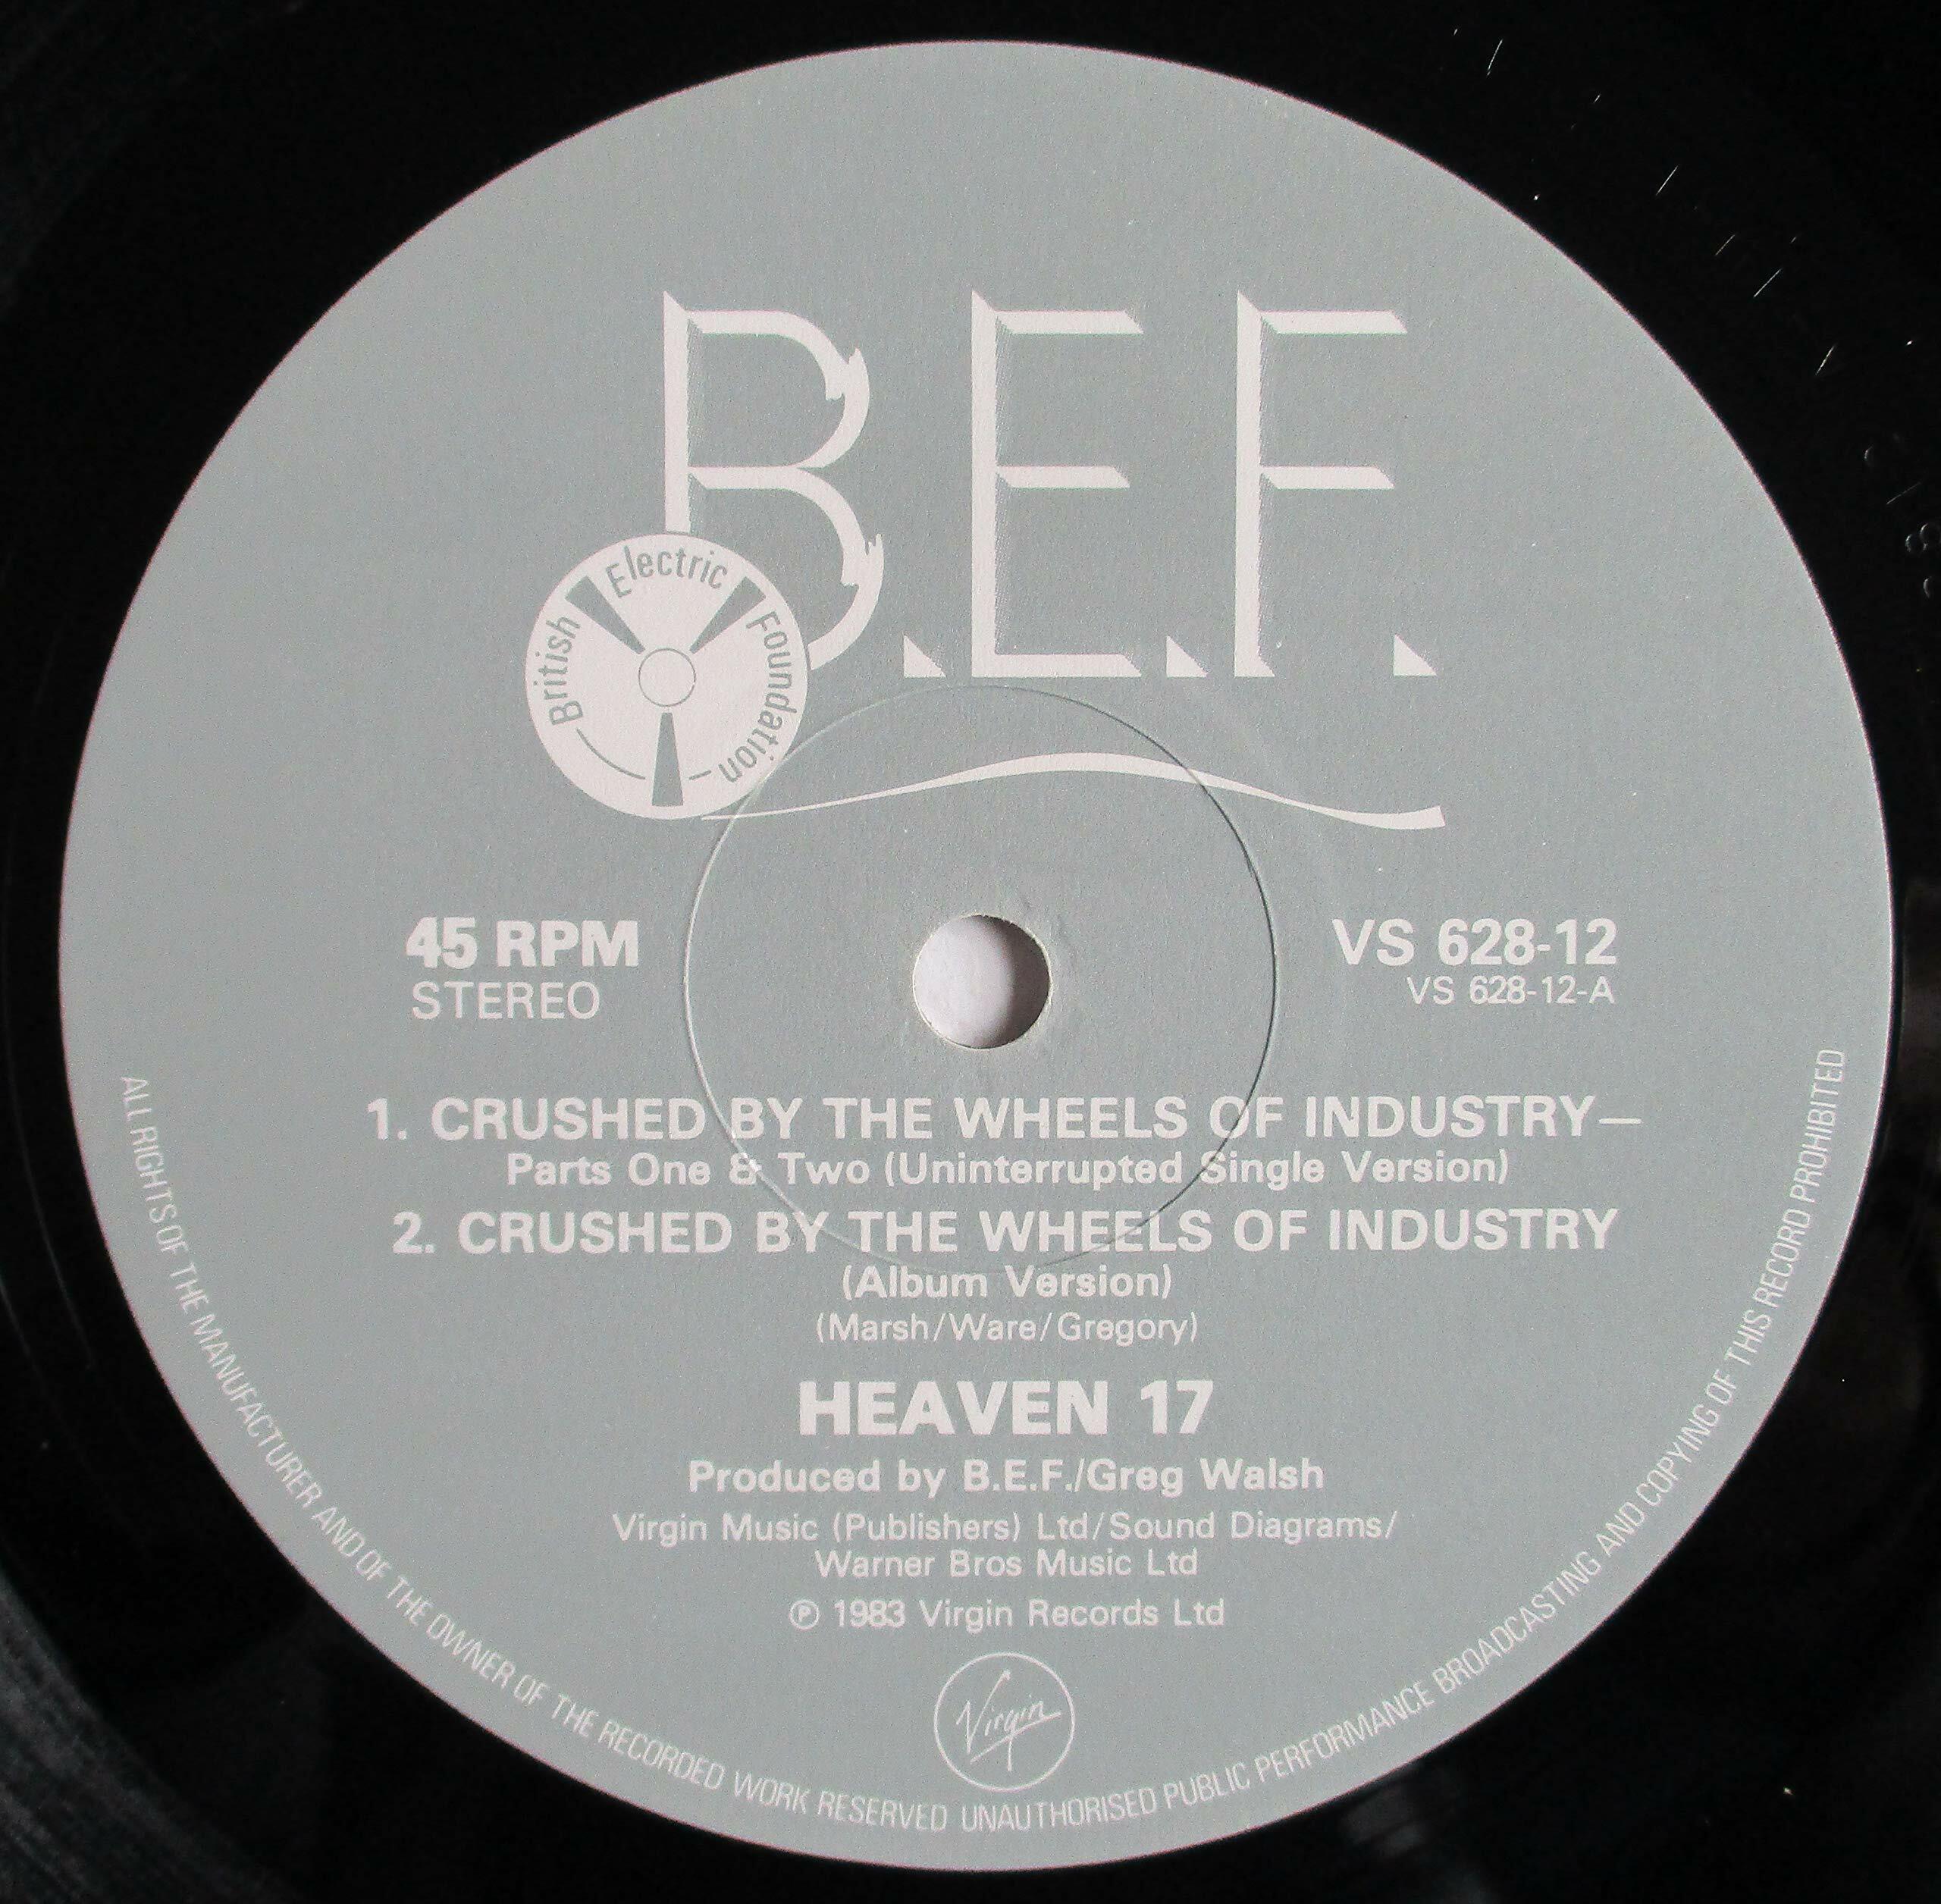 B.E.F.
British Electric Foundation
45 RPM
STEREO
VS 628-12
VS 628-12-A
1. CRUSHED BY THE WHEELS OF INDUSTRY—
Parts One & Two (Uninterrupted Single Version)
2. CRUSHED BY THE WHEELS OF INDUSTRY
(Album Version)
(Marsh/Ware/Gregory)
HEAVEN 17
Produced by B.E.F./Greg Walsh
Virgin Music (Publishers) Ltd/Sound Diagrams/
Warner Bros Music Ltd
℗ 1983 Virgin Records Ltd
Virgin
ALL RIGHTS OF THE MANUFACTURER AND OF THE OWNER OF THE RECORDED WORK RESERVED UNAUTHORISED PUBLIC PERFORMANCE BROADCASTING AND COPYING OF THIS RECORD PROHIBITED